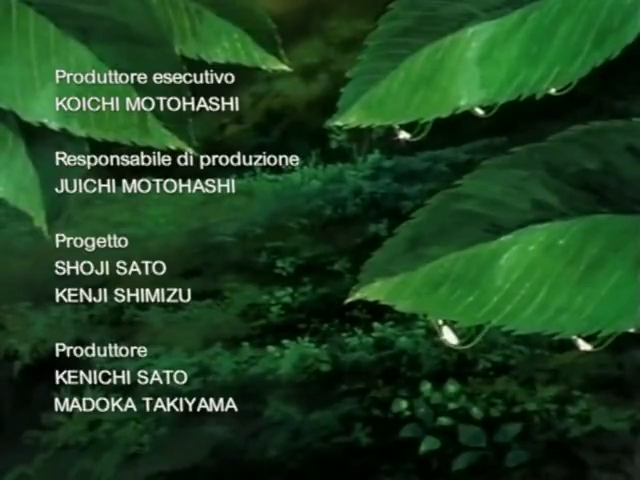 Produttore esecutivo
KOICHI MOTOHASHI
Responsabile di produzione
JUICHI MOTOHASHI
Progetto
SHOJI SATO
KENJI SHIMIZU
Produttore
KENICHI SATO
MADOKA TAKIYAMA